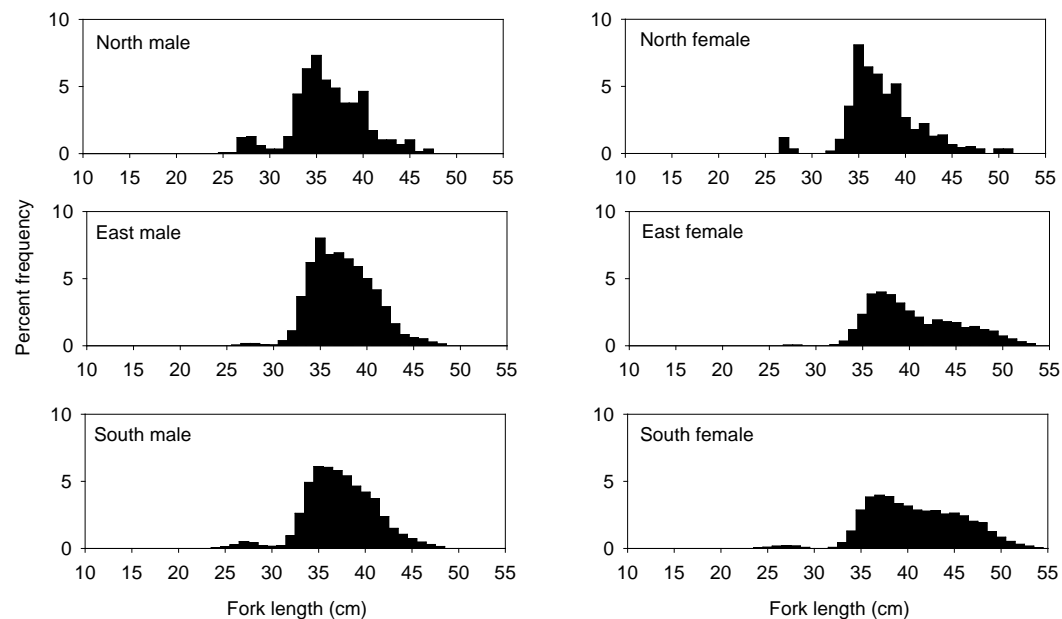 North male
10
5
0
10 15 20 25 30 35 40 45 50 55
North female
10
5
0
10 15 20 25 30 35 40 45 50 55
Percent frequency
East male
10
5
0
10 15 20 25 30 35 40 45 50 55
East female
10
5
0
10 15 20 25 30 35 40 45 50 55
South male
10
5
0
10 15 20 25 30 35 40 45 50 55
Fork length (cm)
South female
10
5
0
10 15 20 25 30 35 40 45 50 55
Fork length (cm)